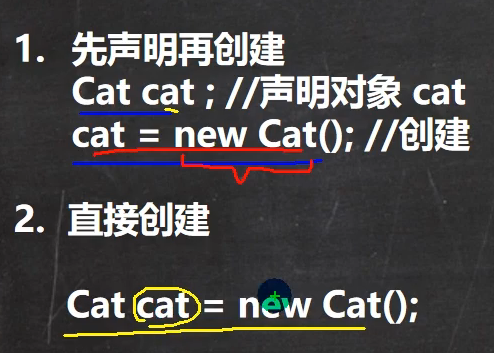 1. 先声明再创建
Cat cat ; //声明对象 cat
cat = new Cat(); //创建
2. 直接创建
Cat cat = new Cat();